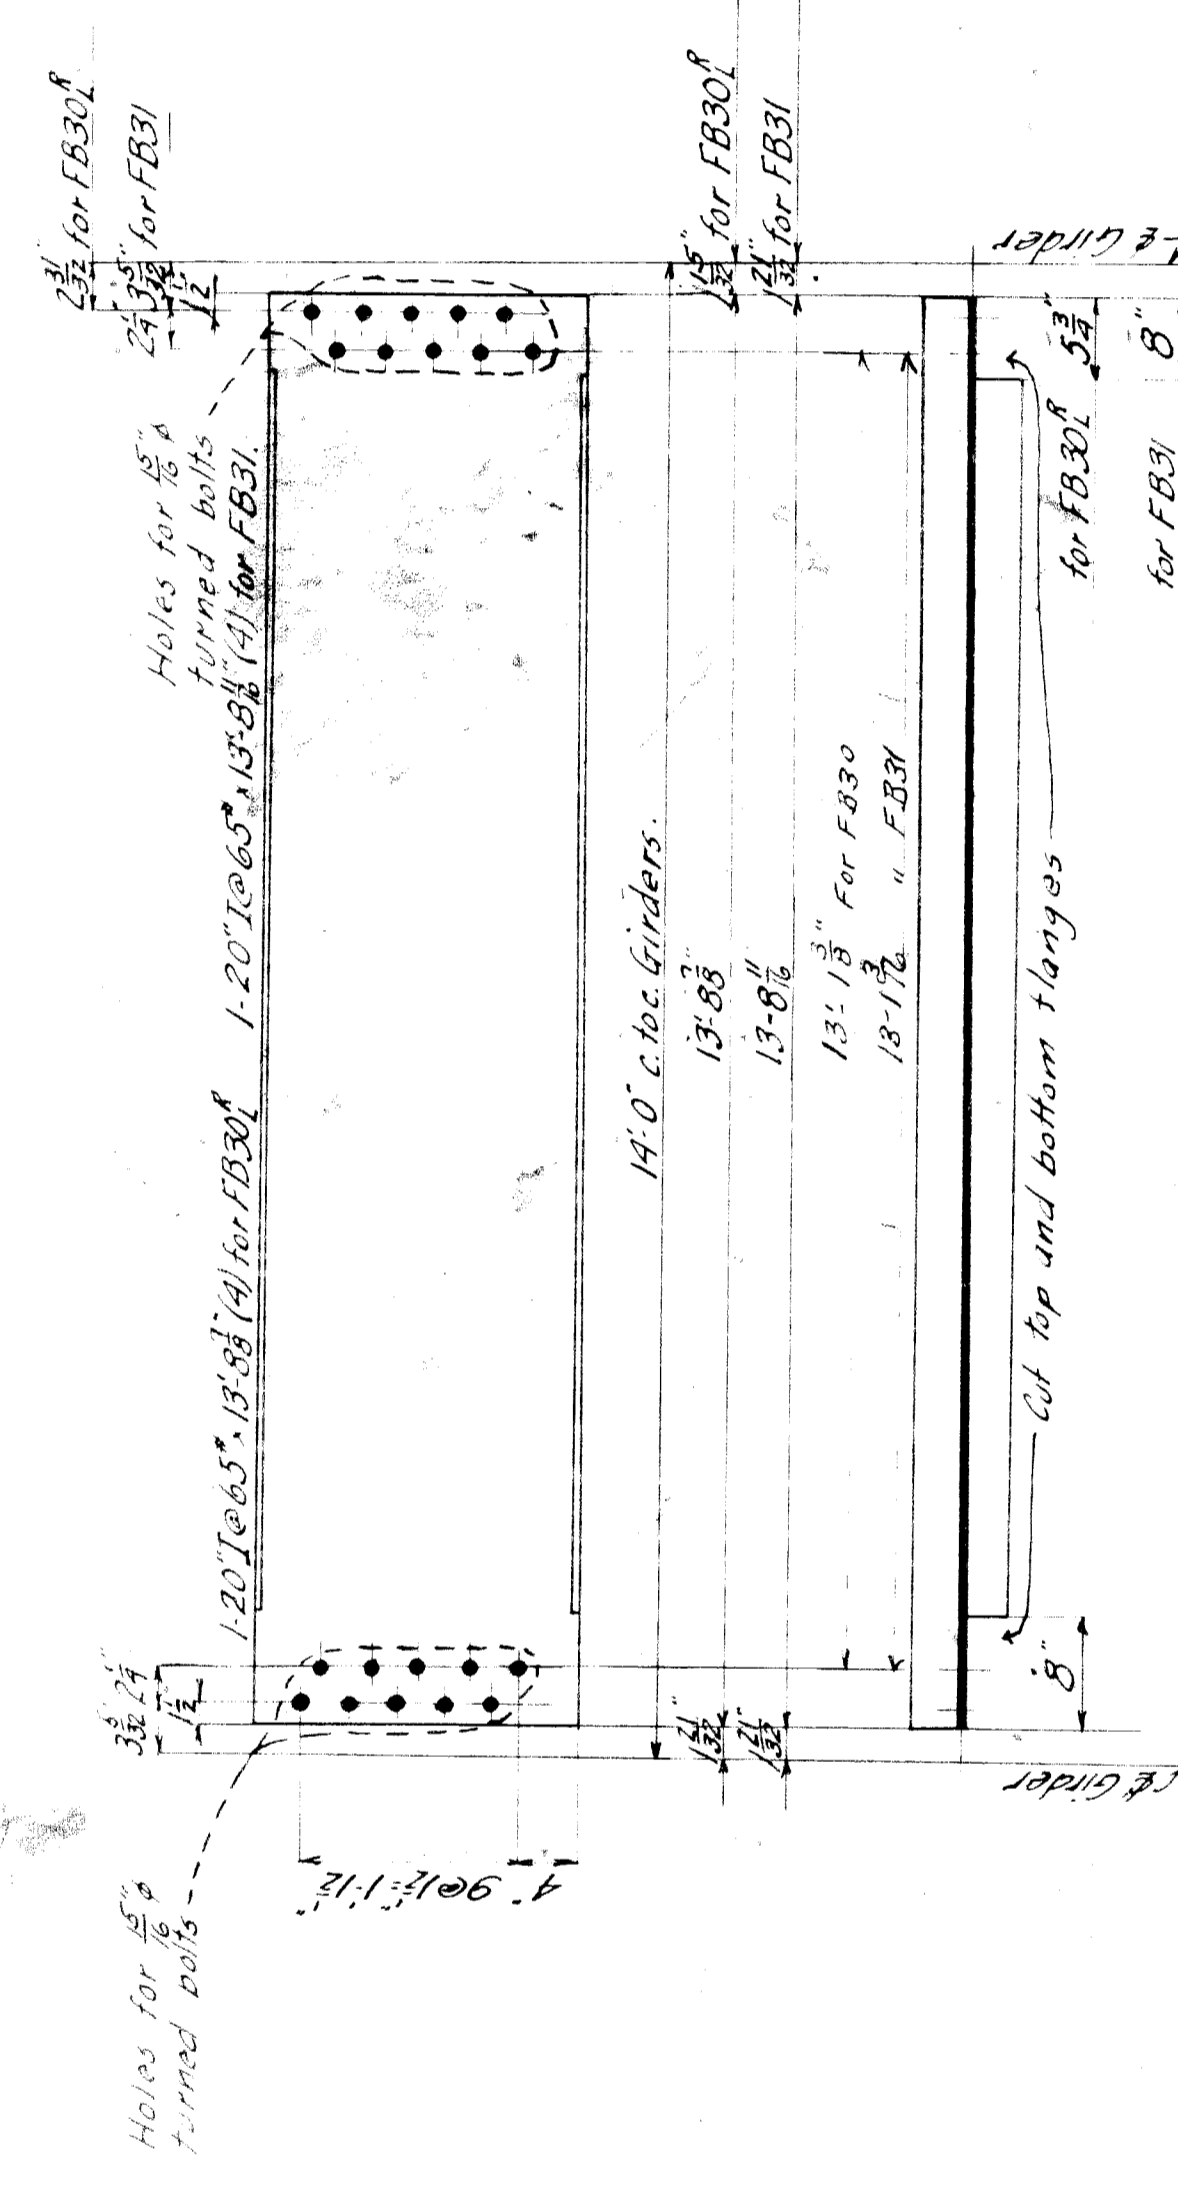 2 31/32" for FB30 R/L
3 5/32" for FB31
2 1/4"
1 1/2"
Holes for 15/16" ϕ
turned bolts
1-20" I@65# x 13'-8 7/8" (4) for FB30 R/L
1-20" I@65# x 13'-8 11/16" (4) for FB31.
3 5/32"
2 1/4"
1 1/2"
Holes for 15/16" ϕ
turned bolts
4" 9@1 1/2"=1'-1 1/2"
14'-0" c. to c. Girders.
1 15/32" for FB30 R/L
1 21/32" for FB31
13'-8 7/8"
13-8 11/16"
1 21/32"
1 21/32"
13'-1 3/8" For FB30
13-1 3/16 " FB31
℄ Girder
℄ Girder
5 3/4"
for FB30 R/L
8"
for FB31
8"
Cut top and bottom flanges